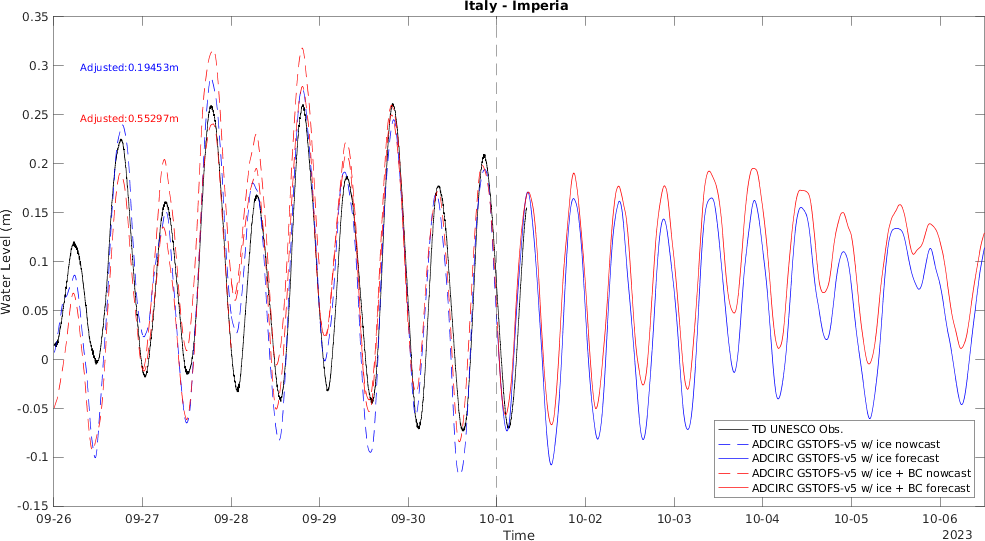 Italy - Imperia
0.35
0.3
0.25
0.2
0.15
0.1
0.05
0
-0.05
-0.1
-0.15
Water Level (m)
Adjusted:0.19453m
Adjusted:0.55297m
TD UNESCO Obs.
ADCIRC GSTOFS-v5 w/ ice nowcast
ADCIRC GSTOFS-v5 w/ ice forecast
ADCIRC GSTOFS-v5 w/ ice + BC nowcast
ADCIRC GSTOFS-v5 w/ ice + BC forecast
09-26 09-27 09-28 09-29 09-30 10-01 10-02 10-03 10-04 10-05 10-06
Time
2023